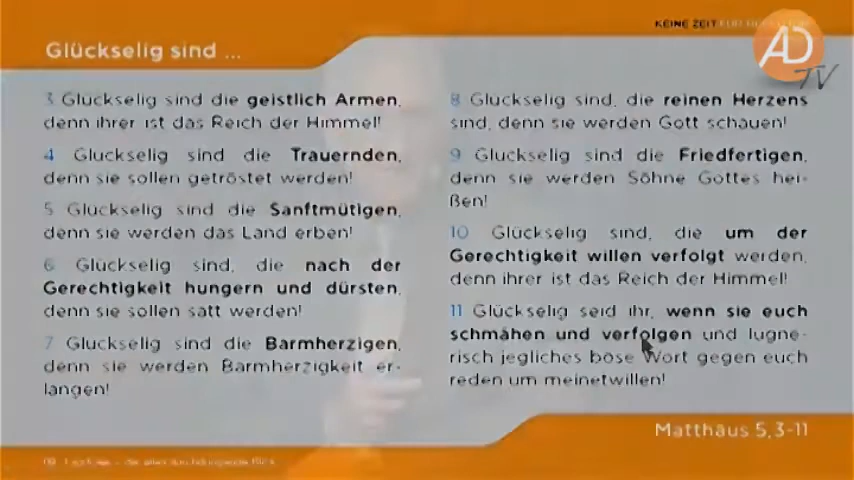 KEINE ZEIT
AD
TV
Glückselig sind ...
3 Glückselig sind die geistlich Armen,
denn ihrer ist das Reich der Himmel!
4 Glückselig sind die Trauernden,
denn sie sollen getröstet werden!
5 Glückselig sind die Sanftmütigen,
denn sie werden das Land erben!
6 Glückselig sind, die nach der
Gerechtigkeit hungern und dürsten,
denn sie sollen satt werden!
7 Glückselig sind die Barmherzigen,
denn sie werden Barmherzigkeit er-
langen!
8 Glückselig sind, die reinen Herzens
sind, denn sie werden Gott schauen!
9 Glückselig sind die Friedfertigen,
denn sie werden Söhne Gottes hei-
ßen!
10 Glückselig sind, die um der
Gerechtigkeit willen verfolgt werden,
denn ihrer ist das Reich der Himmel!
11 Glückselig seid ihr, wenn sie euch
schmähen und verfolgen und lügne-
risch jegliches böse Wort gegen euch
reden um meinetwillen!
Matthäus 5,3-11